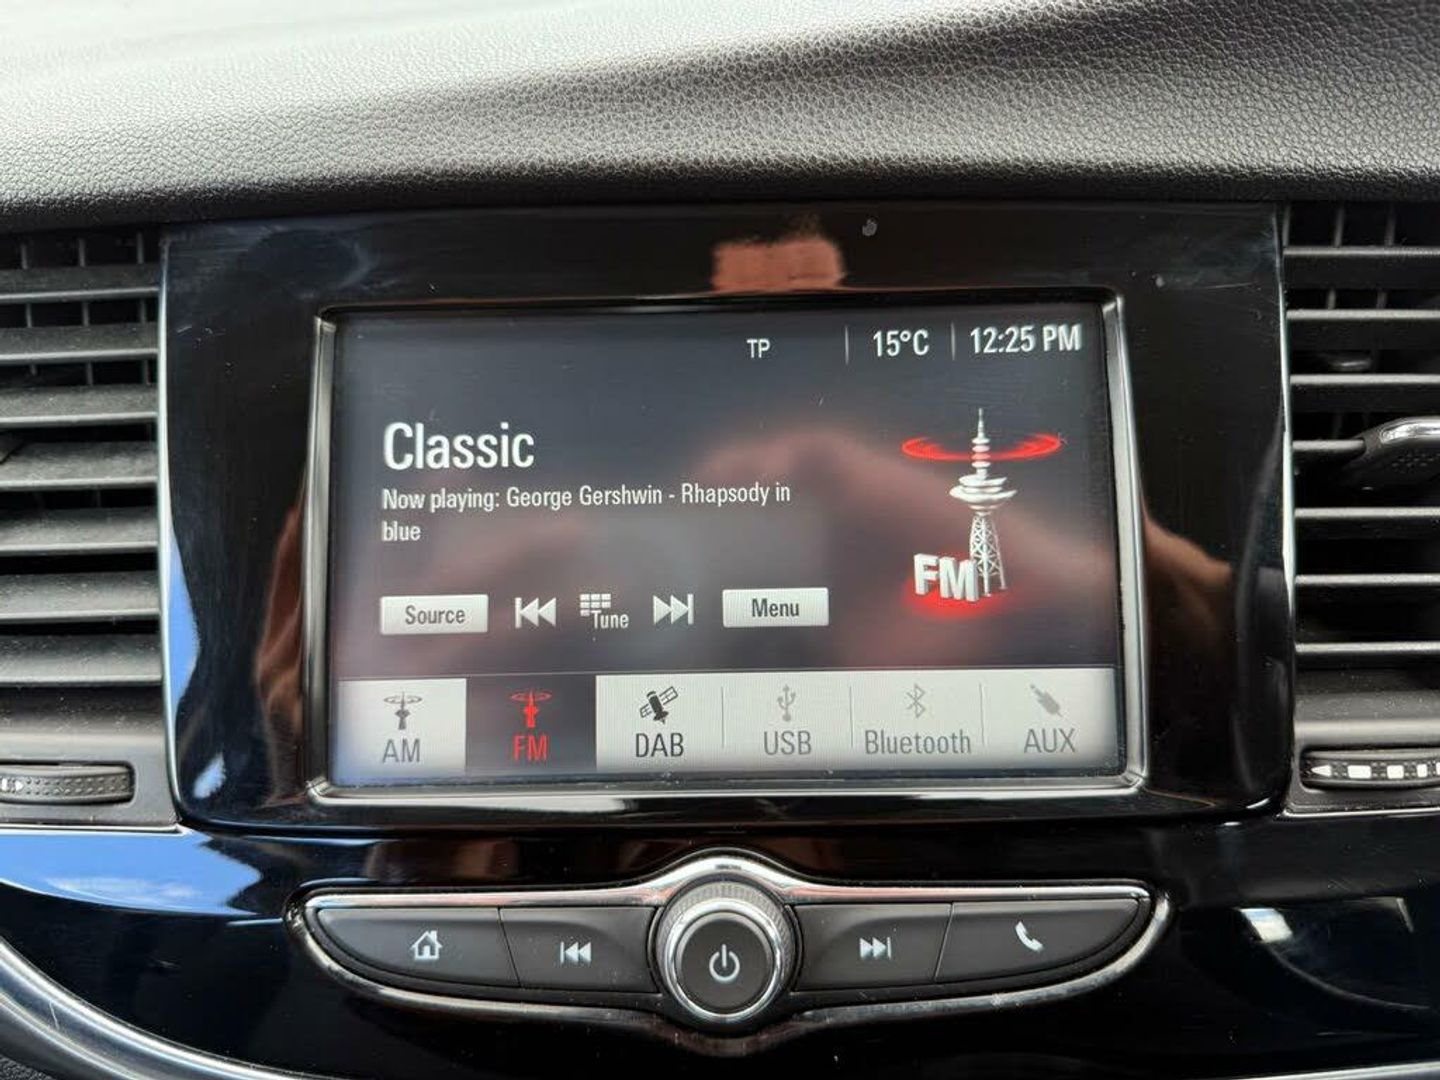 TP 15°C 12:25 PM
Classic
Now playing: George Gershwin - Rhapsody in
blue
FM
Source Tune Menu
AM FM DAB USB Bluetooth AUX